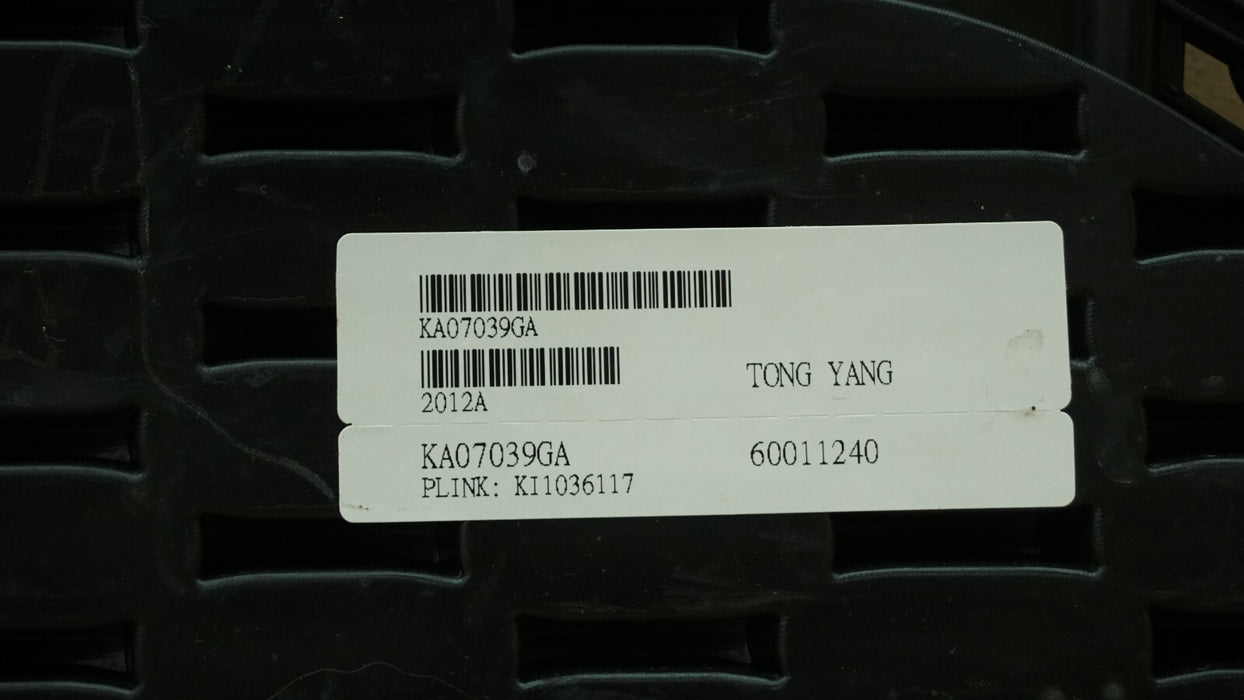 KA07039GA
2012A
TONG YANG
KA07039GA
60011240
PLINK: KI1036117